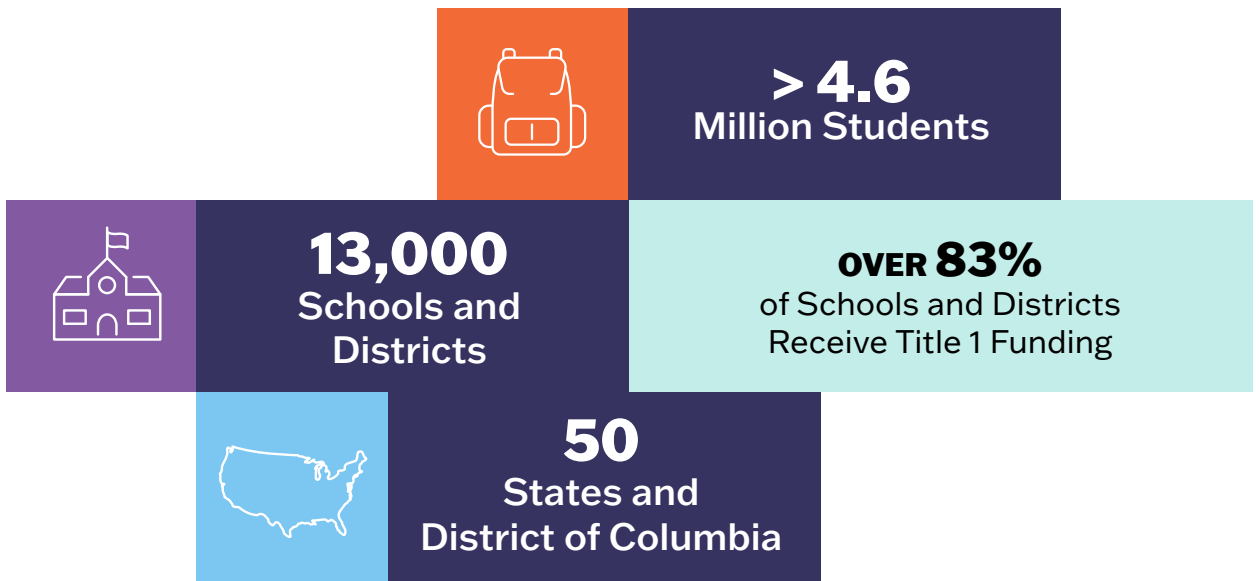 > 4.6
Million Students
13,000
Schools and
Districts
OVER 83%
of Schools and Districts
Receive Title 1 Funding
50
States and
District of Columbia